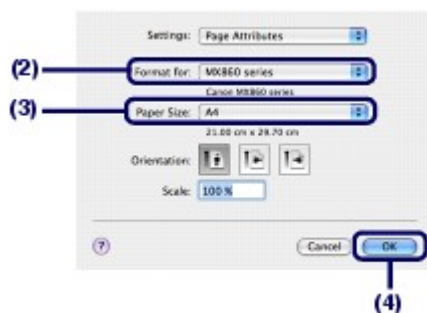 Settings: Page Attributes
(2) Format for: MX860 series
Canon MX860 series
(3) Paper Size: A4
21.00 cm x 29.70 cm
Orientation:
Scale: 100 %
? Cancel OK
(4)